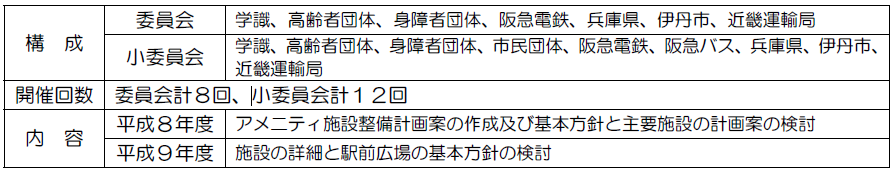 構　成
委員会　学識、高齢者団体、身障者団体、阪急電鉄、兵庫県、伊丹市、近畿運輸局
小委員会　学識、高齢者団体、身障者団体、市民団体、阪急電鉄、阪急バス、兵庫県、伊丹市、
近畿運輸局
開催回数　委員会計８回、小委員会計１２回
内　容
平成８年度　アメニティ施設整備計画案の作成及び基本方針と主要施設の計画案の検討
平成９年度　施設の詳細と駅前広場の基本方針の検討